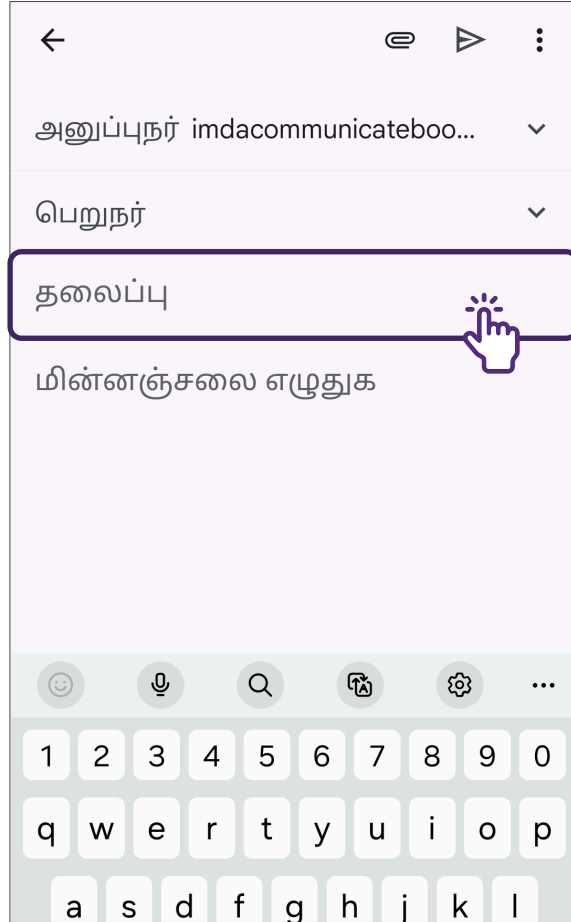 அனுப்புநர் imdacommunicateboo...
பெறுநர்
தலைப்பு
மின்னஞ்சலை எழுதுக
1 2 3 4 5 6 7 8 9 0
q w e r t y u i o p
a s d f g h j k l